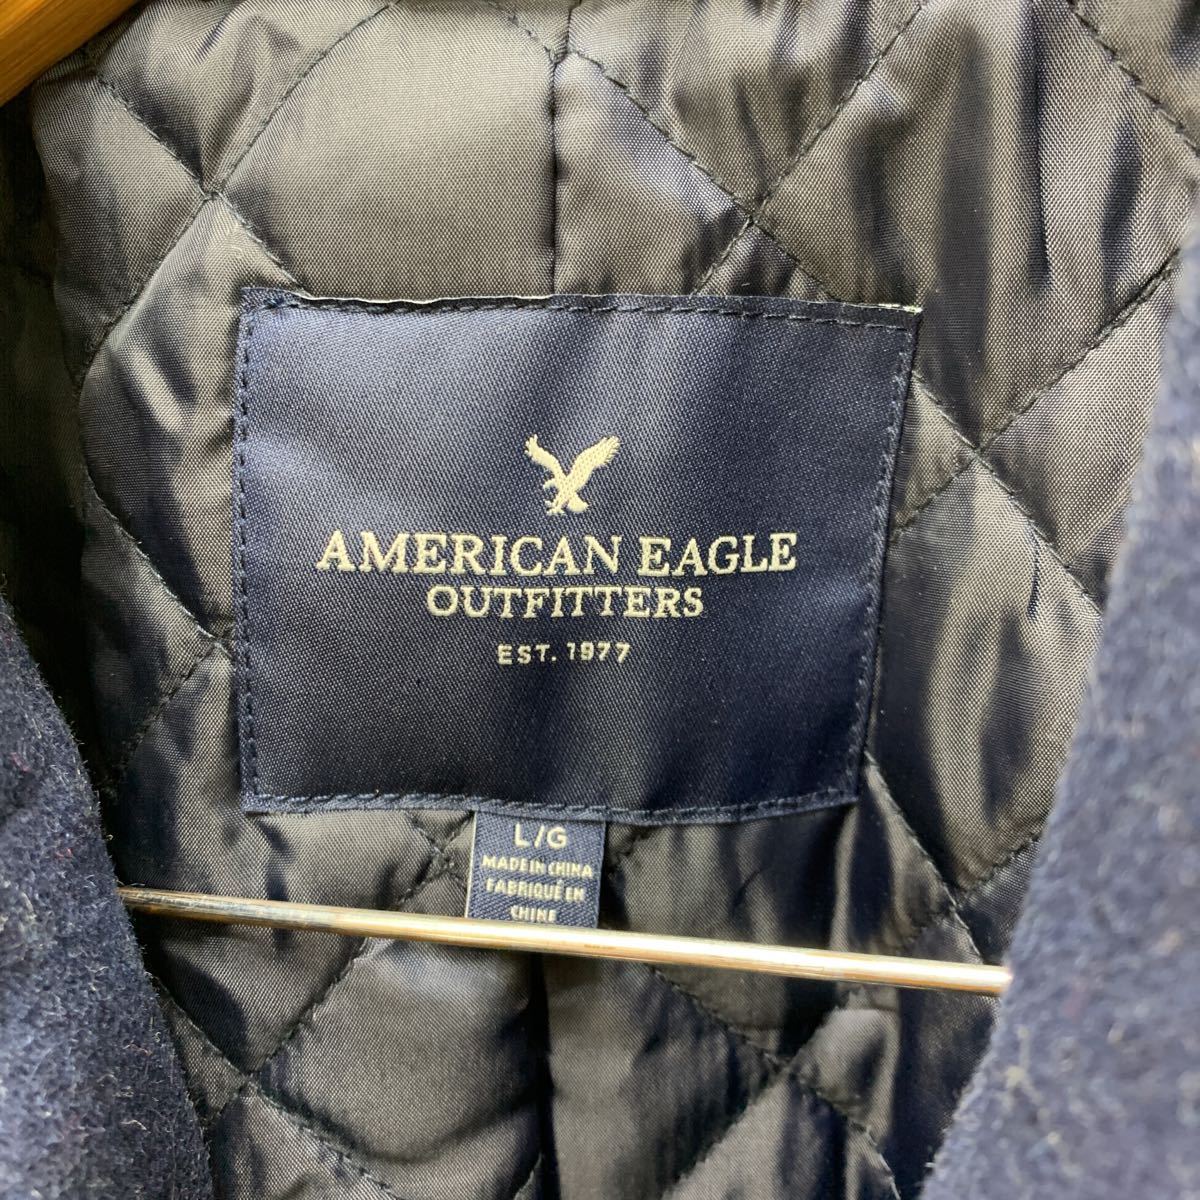 AMERICAN EAGLE
OUTFITTERS
EST. 1977
L/G
MADE IN CHINA
FABRIQUÉ EN
CHINE